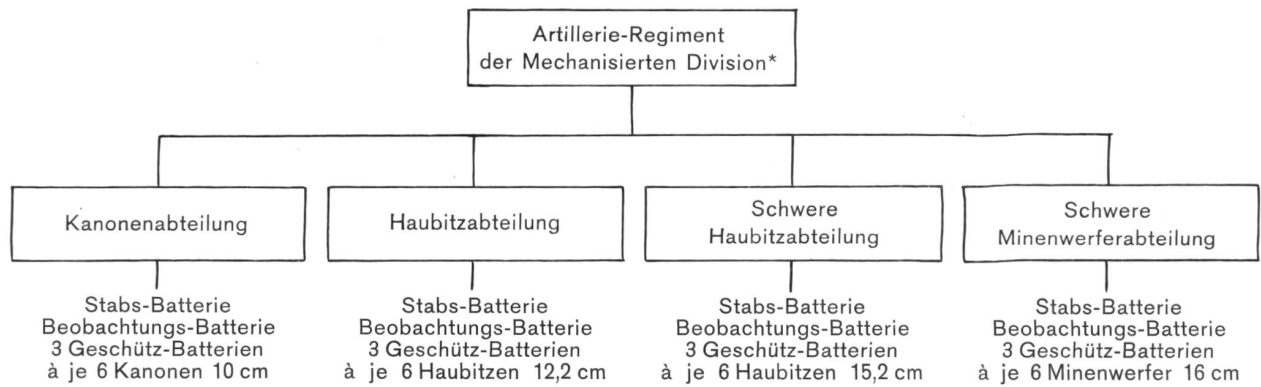 Artillerie-Regiment
der Mechanisierten Division*
Kanonenabteilung
Haubitzabteilung
Schwere
Haubitzabteilung
Schwere
Minenwerferabteilung
Stabs-Batterie
Beobachtungs-Batterie
3 Geschütz-Batterien
à je 6 Kanonen 10 cm
Stabs-Batterie
Beobachtungs-Batterie
3 Geschütz-Batterien
à je 6 Haubitzen 12,2 cm
Stabs-Batterie
Beobachtungs-Batterie
3 Geschütz-Batterien
à je 6 Haubitzen 15,2 cm
Stabs-Batterie
Beobachtungs-Batterie
3 Geschütz-Batterien
à je 6 Minenwerfer 16 cm